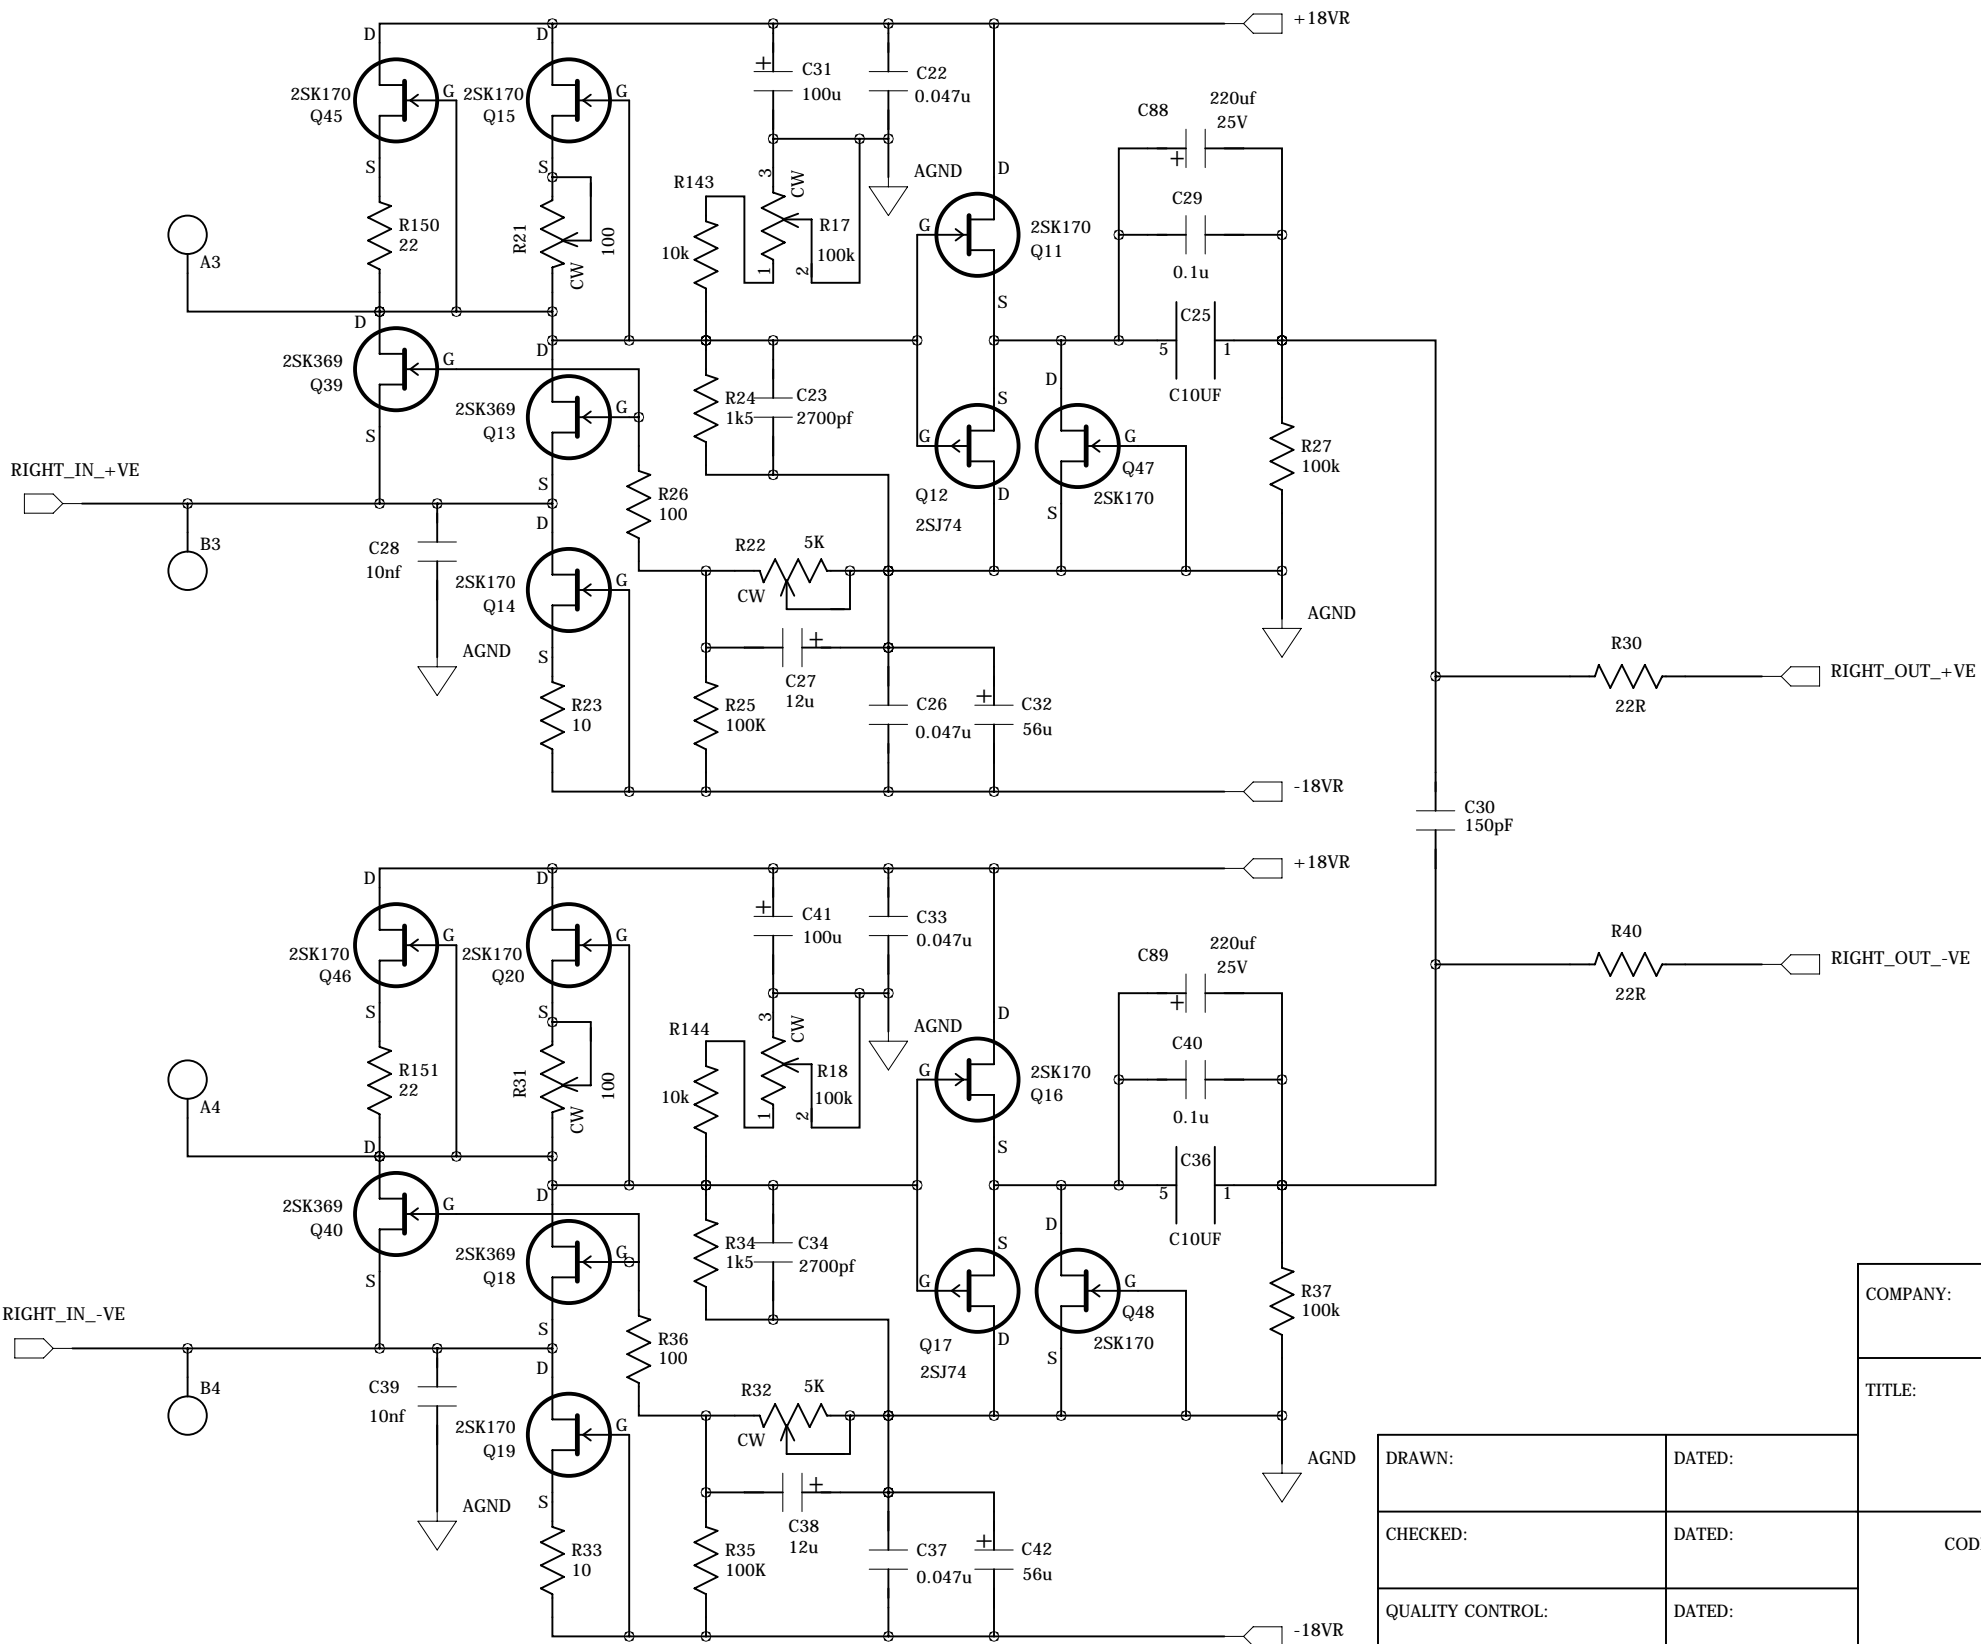 +18VR
D
D
2SK170
Q45
G
2SK170
Q15
G
+
C31
100u
C22
0.047u
C88
220uf
25V
+
S
S
R143
3
CW
AGND
D
C29
0.1u
A3
R150
22
R21
100
CW
10k
R17
100k
1
2
G
2SK170
Q11
S
C25
5
1
C10UF
D
2SK369
Q39
G
D
2SK369
Q13
G
R24
1k5
C23
2700pf
S
D
G
Q12
2SJ74
D
G
Q47
2SK170
S
R27
100k
S
S
RIGHT_IN_+VE
B3
C28
10nf
D
2SK170
Q14
G
R26
100
R22
5K
CW
AGND
AGND
S
R23
10
C27
12u
+
R25
100K
C26
0.047u
+
C32
56u
R30
22R
RIGHT_OUT_+VE
-18VR
C30
150pF
+18VR
D
D
2SK170
Q46
G
2SK170
Q20
G
+
C41
100u
C33
0.047u
C89
220uf
25V
+
R40
22R
RIGHT_OUT_-VE
S
S
R144
3
CW
AGND
D
C40
0.1u
A4
R151
22
R31
100
CW
10k
R18
100k
1
2
G
2SK170
Q16
S
C36
5
1
C10UF
D
2SK369
Q40
G
D
2SK369
Q18
G
R34
1k5
C34
2700pf
S
D
G
Q17
2SJ74
D
G
Q48
2SK170
S
R37
100k
S
S
RIGHT_IN_-VE
B4
C39
10nf
D
2SK170
Q19
G
R36
100
R32
5K
CW
AGND
AGND
S
R33
10
C38
12u
+
R35
100K
C37
0.047u
+
C42
56u
-18VR
COMPANY:
TITLE:
DRAWN:
DATED:
CHECKED:
DATED:
COD
QUALITY CONTROL:
DATED: